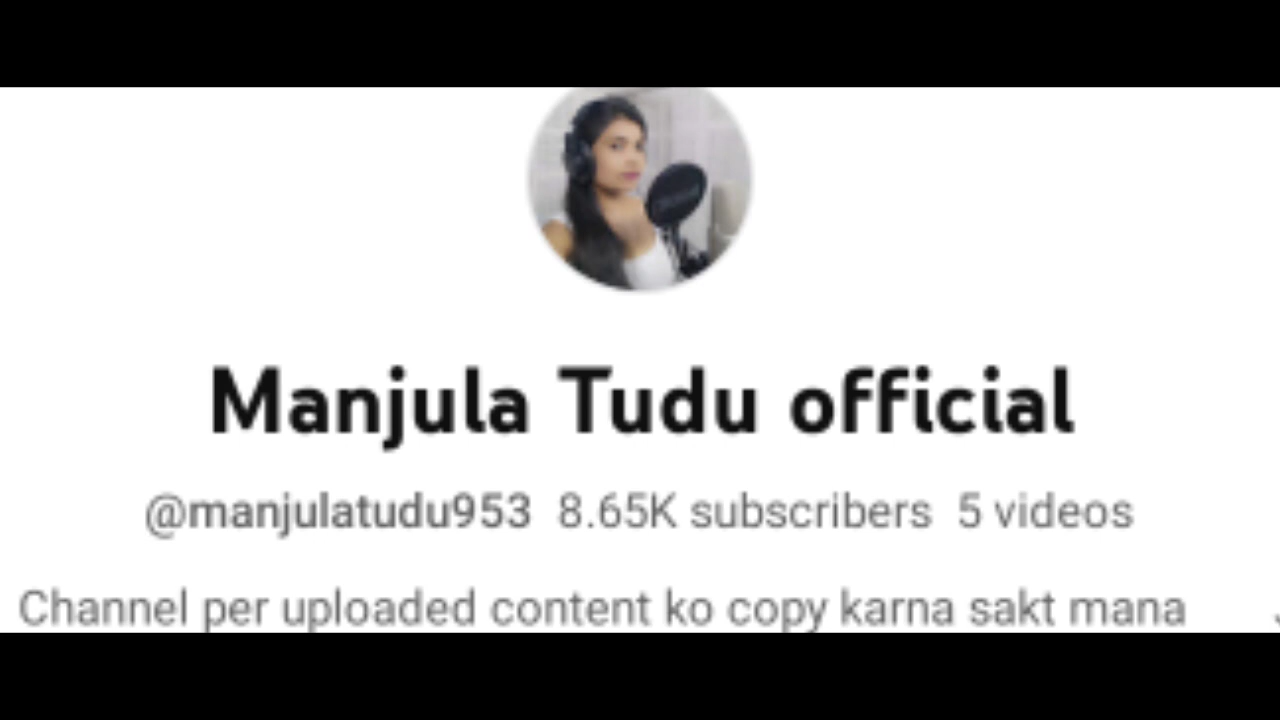 Manjula Tudu official
@manjulatudu953 8.65K subscribers 5 videos
Channel per uploaded content ko copy karna sakt mana